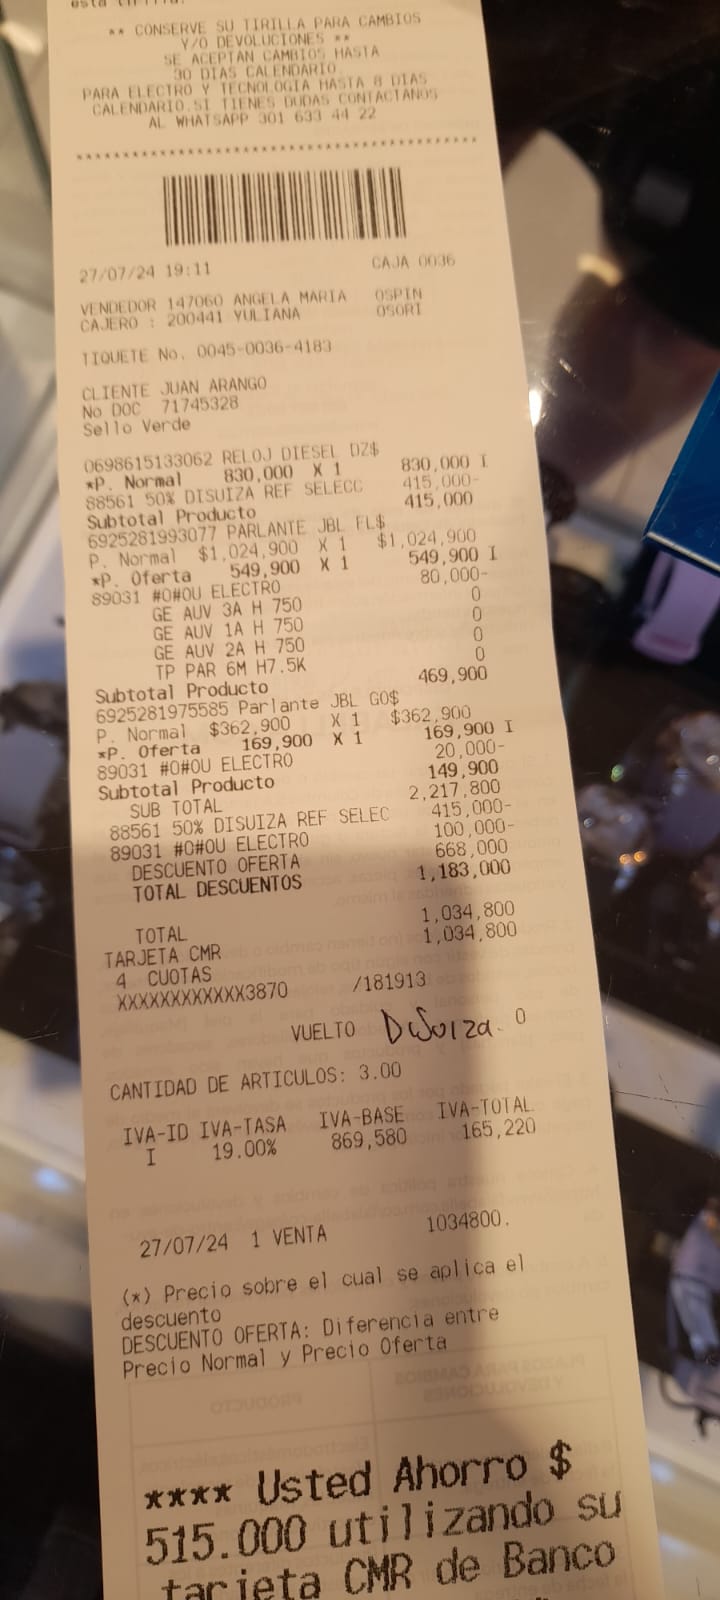 ** CONSERVE SU TIRILLA PARA CAMBIOS
Y/O DEVOLUCIONES **
SE ACEPTAN CAMBIOS HASTA
30 DIAS CALENDARIO.
PARA ELECTRO Y TECNOLOGIA HASTA 8 DIAS
CALENDARIO.SI TIENES DUDAS CONTACTANOS
AL WHATSAPP 301 633 44 22
27/07/24 19:11 CAJA 0036
VENDEDOR 147060 ANGELA MARIA OSPIN
CAJERO : 200441 YULIANA OSORI
TIQUETE No. 0045-0036-4183
CLIENTE JUAN ARANGO
No DOC 71745328
Sello Verde
0698615133062 RELOJ DIESEL DZ$
*P. Normal 830,000 X 1 830,000 I
88561 50% DISUIZA REF SELECC 415,000-
Subtotal Producto 415,000
6925281993077 PARLANTE JBL FL$
P. Normal $1,024,900 X 1 $1,024,900
*P. Oferta 549,900 X 1 549,900 I
89031 #0#0U ELECTRO 80,000-
GE AUV 3A H 750 0
GE AUV 1A H 750 0
GE AUV 2A H 750 0
TP PAR 6M H7.5K 0
Subtotal Producto 469,900
6925281975585 Parlante JBL GO$
P. Normal $362,900 X 1 $362,900
*P. Oferta 169,900 X 1 169,900 I
89031 #0#0U ELECTRO 20,000-
Subtotal Producto 149,900
SUB TOTAL 2,217,800
88561 50% DISUIZA REF SELEC 415,000-
89031 #0#0U ELECTRO 100,000-
DESCUENTO OFERTA 668,000
TOTAL DESCUENTOS 1,183,000
TOTAL 1,034,800
TARJETA CMR 1,034,800
4 CUOTAS
XXXXXXXXXXXX3870 /181913
VUELTO DiSuiza 0
CANTIDAD DE ARTICULOS: 3.00
IVA-ID IVA-TASA IVA-BASE IVA-TOTAL
I 19.00% 869,580 165,220
27/07/24 1 VENTA 1034800.
(*) Precio sobre el cual se aplica el
descuento
DESCUENTO OFERTA: Diferencia entre
Precio Normal y Precio Oferta
**** Usted Ahorro $
515.000 utilizando su
tarjeta CMR de Banco